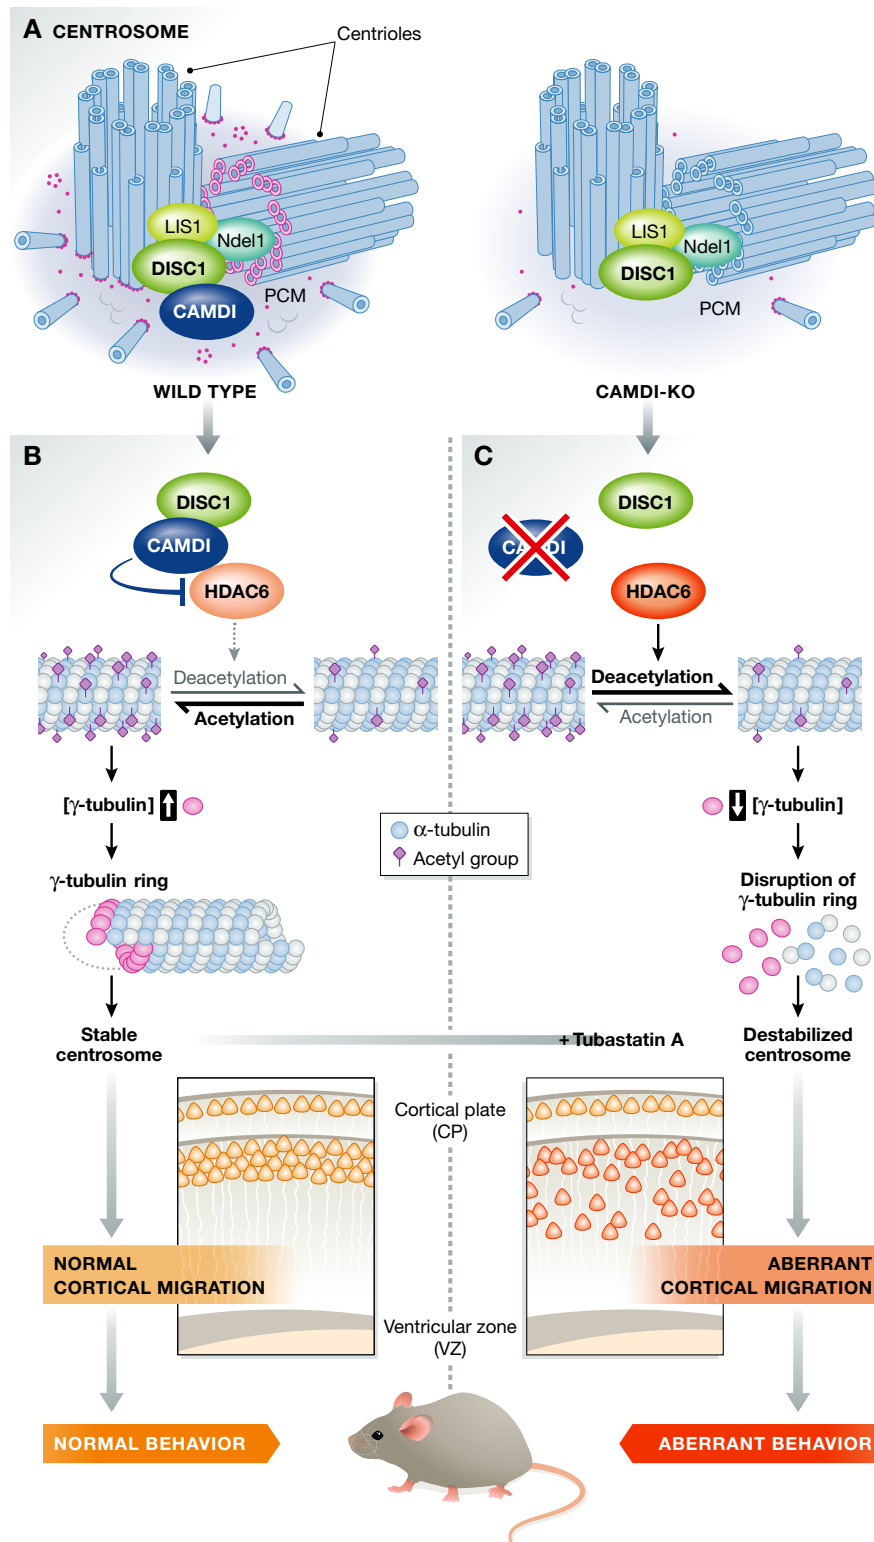 A CENTROSOME
Centrioles
LIS1
Ndel1
DISC1
CAMDI
PCM
WILD TYPE
LIS1
Ndel1
DISC1
PCM
CAMDI-KO
B
DISC1
CAMDI
HDAC6
Deacetylation
Acetylation
[γ-tubulin]
γ-tubulin ring
Stable
centrosome
C
DISC1
CAMDI
HDAC6
Deacetylation
Acetylation
[γ-tubulin]
Disruption of
γ-tubulin ring
Destabilized
centrosome
α-tubulin
Acetyl group
+ Tubastatin A
Cortical plate
(CP)
NORMAL
CORTICAL MIGRATION
ABERRANT
CORTICAL MIGRATION
Ventricular zone
(VZ)
NORMAL BEHAVIOR
ABERRANT BEHAVIOR